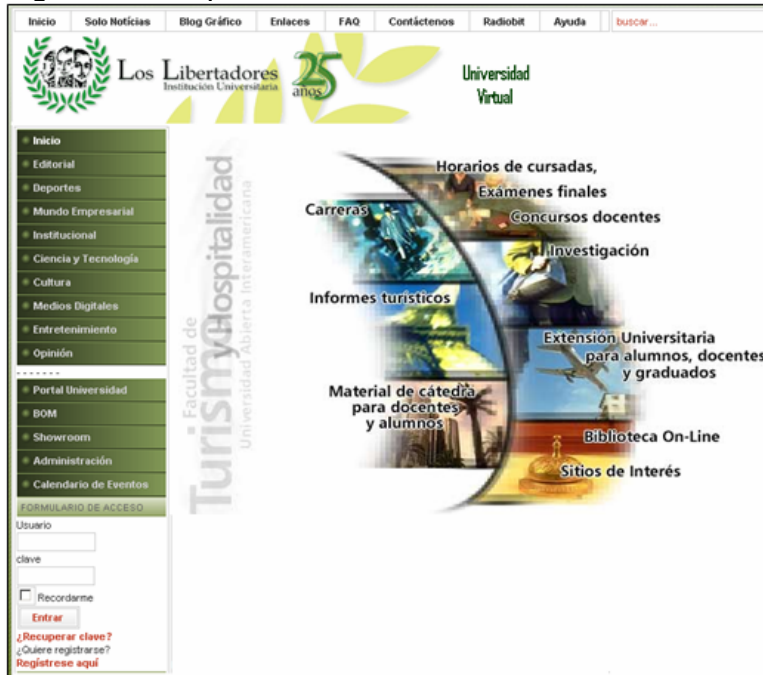 Inicio Solo Notícias Blog Gráfico Enlaces FAQ Contáctenos Radiobit Ayuda buscar...
Los Libertadores
Institución Universitaria
25
anos
Universidad
Virtual
Inicio
Editorial
Deportes
Mundo Empresarial
Institucional
Ciencia y Tecnología
Cultura
Medios Digitales
Entretenimiento
Opinión
-------
Portal Universidad
BOM
Showroom
Administración
Calendario de Eventos
FORMULARIO DE ACCESO
Usuario
clave
Recordarme
Entrar
¿Recuperar clave?
¿Quiere registrarse?
Regístrese aquí
Facultad de
Turismo y Hospitalidad
Universidad Abierta Interamericana
Horarios de cursadas,
Exámenes finales
Concursos docentes
Carreras
Investigación
Informes turisticos
Extensión Universitaria
para alumnos, docentes
y graduados
Material de cátedra
para docentes
y alumnos
Biblioteca On-Line
Sitios de Interés